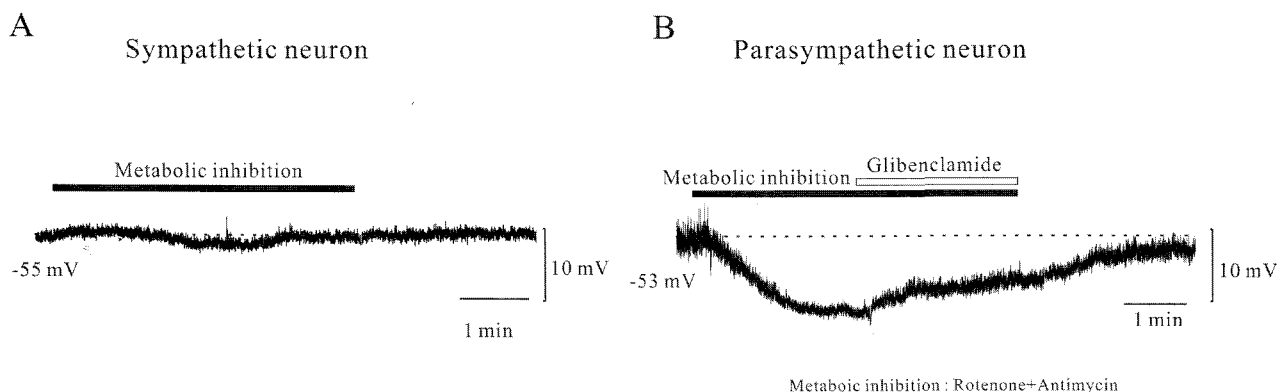 A
Sympathetic neuron
Metabolic inhibition
-55 mV
10 mV
1 min
B
Parasympathetic neuron
Glibenclamide
Metabolic inhibition
-53 mV
10 mV
1 min
Metaboic inhibition : Rotenone+Antimycin